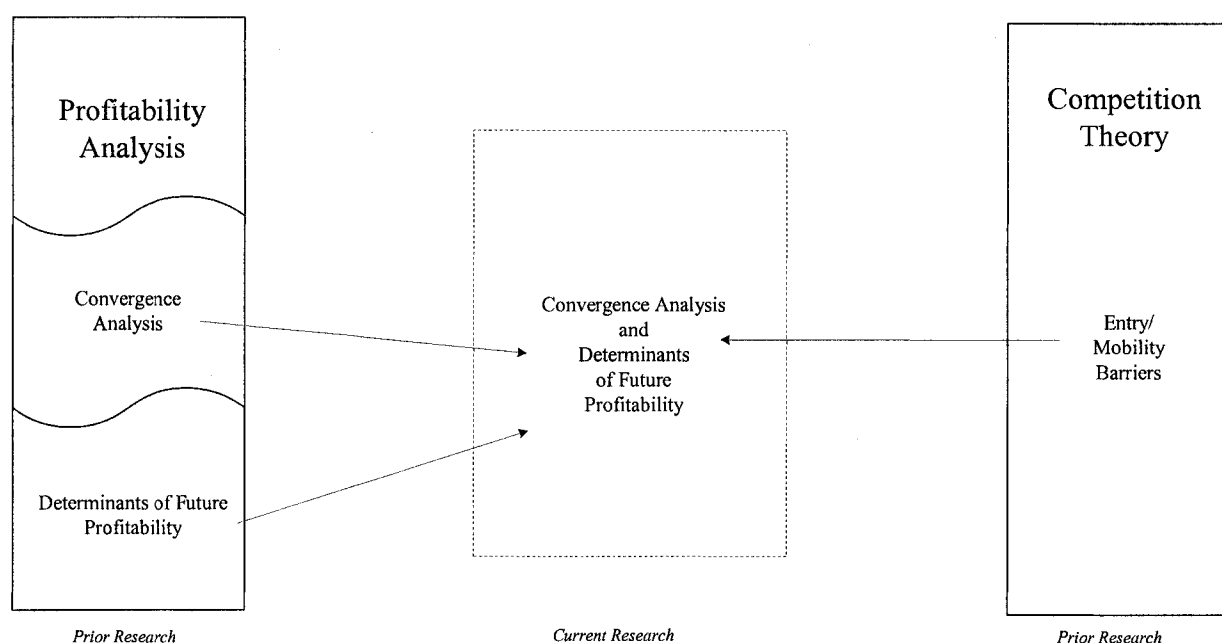 Profitability
Analysis
Convergence
Analysis
Determinants of Future
Profitability
Prior Research
Convergence Analysis
and
Determinants
of Future
Profitability
Current Research
Competition
Theory
Entry/
Mobility
Barriers
Prior Research